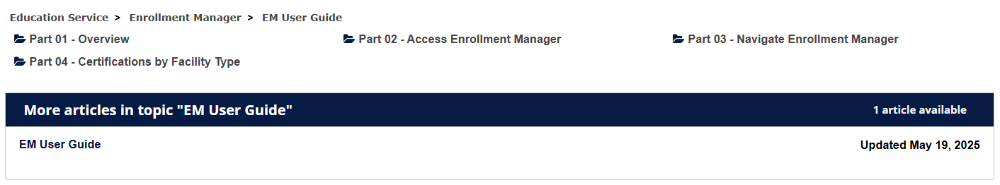 Education Service > Enrollment Manager > EM User Guide
Part 01 - Overview Part 02 - Access Enrollment Manager Part 03 - Navigate Enrollment Manager
Part 04 - Certifications by Facility Type
More articles in topic "EM User Guide" 1 article available
EM User Guide Updated May 19, 2025